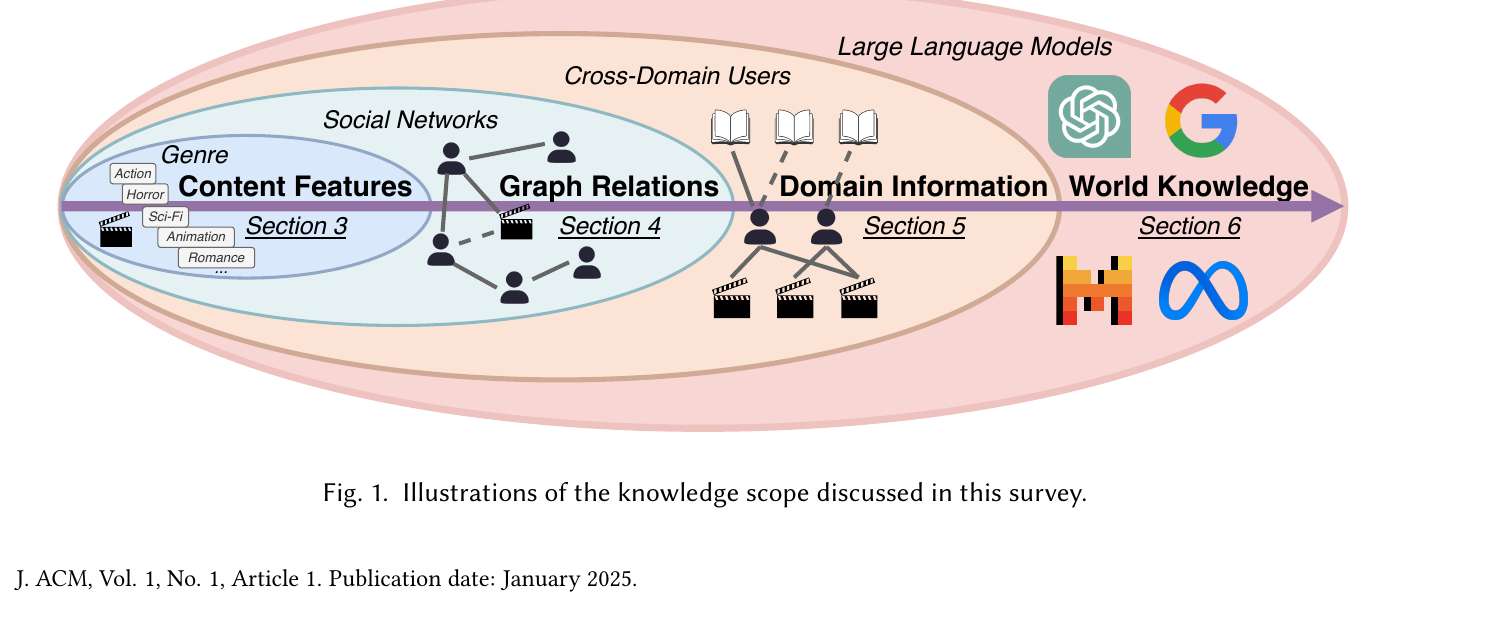 Large Language Models
Cross-Domain Users
Social Networks
Genre
Action
Horror
Sci-Fi
Animation
Romance
...
Content Features
Section 3
Graph Relations
Section 4
Domain Information
Section 5
World Knowledge
Section 6
Fig. 1. Illustrations of the knowledge scope discussed in this survey.
J. ACM, Vol. 1, No. 1, Article 1. Publication date: January 2025.